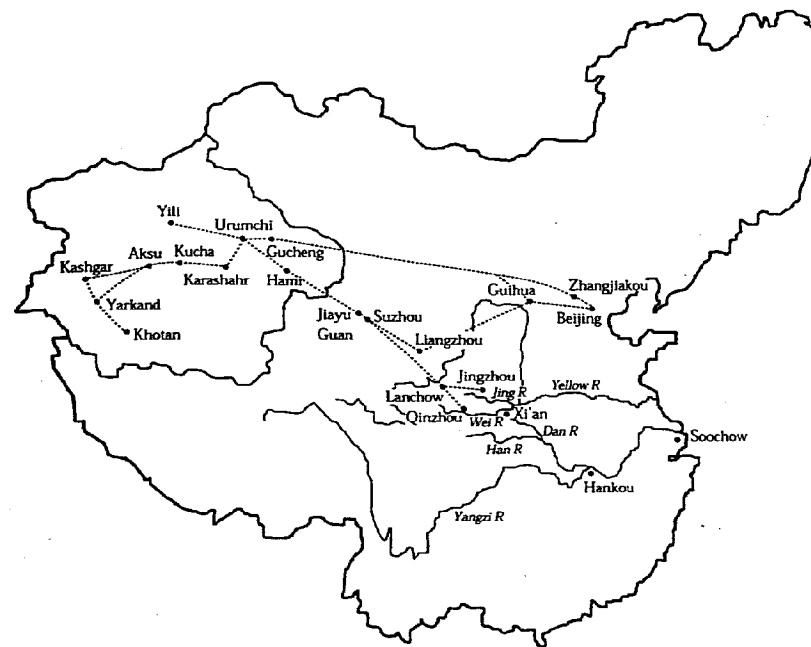 Yili
Urumchi
Gucheng
Aksu
Kucha
Kashgar
Karashahr
Hami
Zhangjiakou
Guihua
Beijing
Yarkand
Jiayu
Guan
Suzhou
Khotan
Liangzhou
Jingzhou
Jing R
Yellow R
Lanchow
Qinzhou
Wei R
Xi'an
Dan R
Han R
Soochow
Hankou
Yangzi R